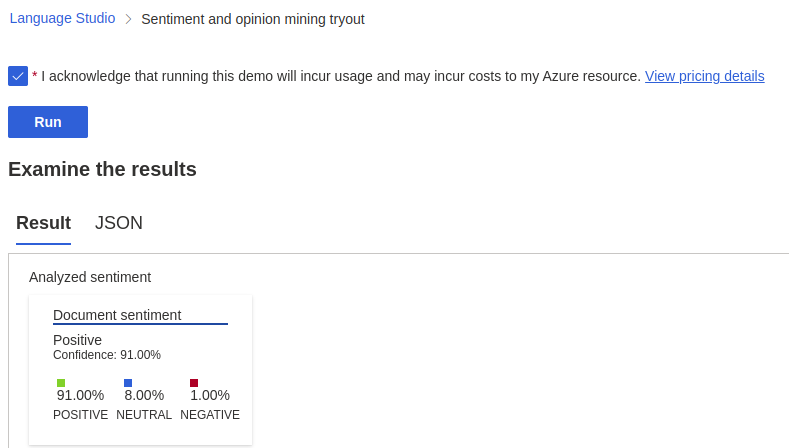 Language Studio > Sentiment and opinion mining tryout
* I acknowledge that running this demo will incur usage and may incur costs to my Azure resource. View pricing details
Run
Examine the results
Result JSON
Analyzed sentiment
Document sentiment
Positive
Confidence: 91.00%
91.00% 8.00% 1.00%
POSITIVE NEUTRAL NEGATIVE